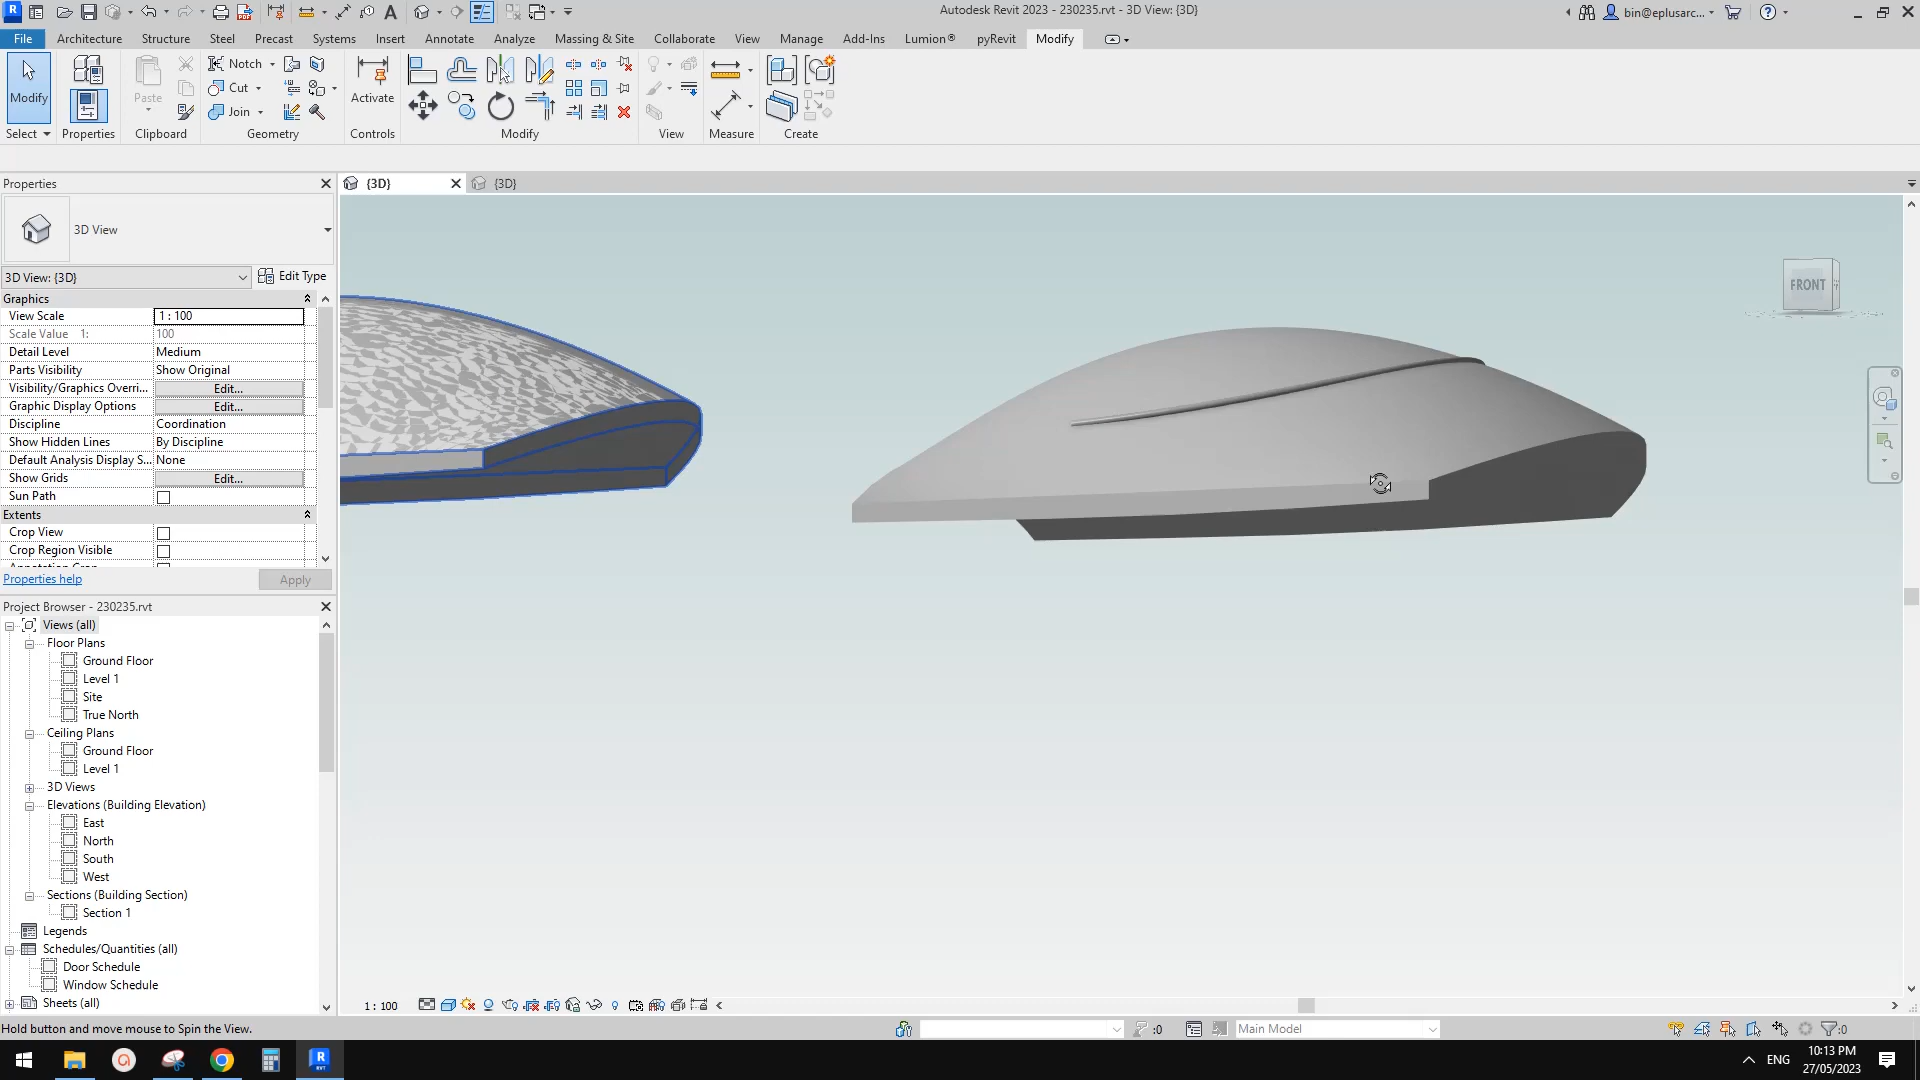 Autodesk Revit 2023 - 230235.rvt - 3D View: {3D}
bin@eplusarc...
File Architecture Structure Steel Precast Systems Insert Annotate Analyze Massing & Site Collaborate View Manage Add-Ins Lumion® pyRevit Modify
Modify
Paste
Notch
Cut
Join
Activate
Select Properties Clipboard Geometry Controls Modify View Measure Create
Properties
{3D}
{3D}
3D View
3D View: {3D}
Edit Type
Graphics
View Scale 1 : 100
Scale Value 1: 100
Detail Level Medium
Parts Visibility Show Original
Visibility/Graphics Overri... Edit...
Graphic Display Options Edit...
Discipline Coordination
Show Hidden Lines By Discipline
Default Analysis Display S... None
Show Grids Edit...
Sun Path
Extents
Crop View
Crop Region Visible
Properties help
Apply
Project Browser - 230235.rvt
Views (all)
Floor Plans
Ground Floor
Level 1
Site
True North
Ceiling Plans
Ground Floor
Level 1
3D Views
Elevations (Building Elevation)
East
North
South
West
Sections (Building Section)
Section 1
Legends
Schedules/Quantities (all)
Door Schedule
Window Schedule
Sheets (all)
FRONT
1 : 100
Hold button and move mouse to Spin the View.
:0
Main Model
:0
ENG
10:13 PM
27/05/2023